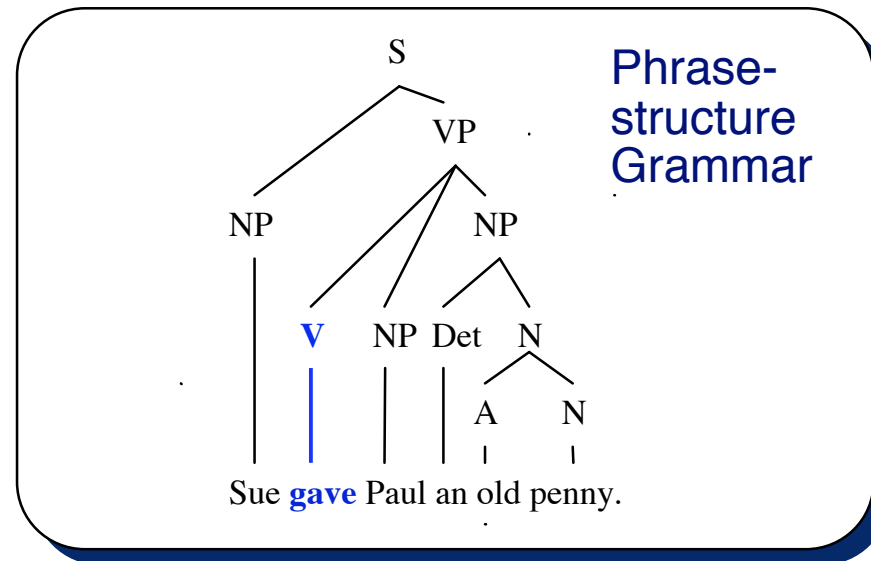 S
Phrase-
structure
Grammar
VP
NP NP
V NP Det N
A N
Sue gave Paul an old penny.